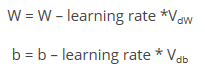 W = W – learning rate *VdW
b = b – learning rate * Vdb